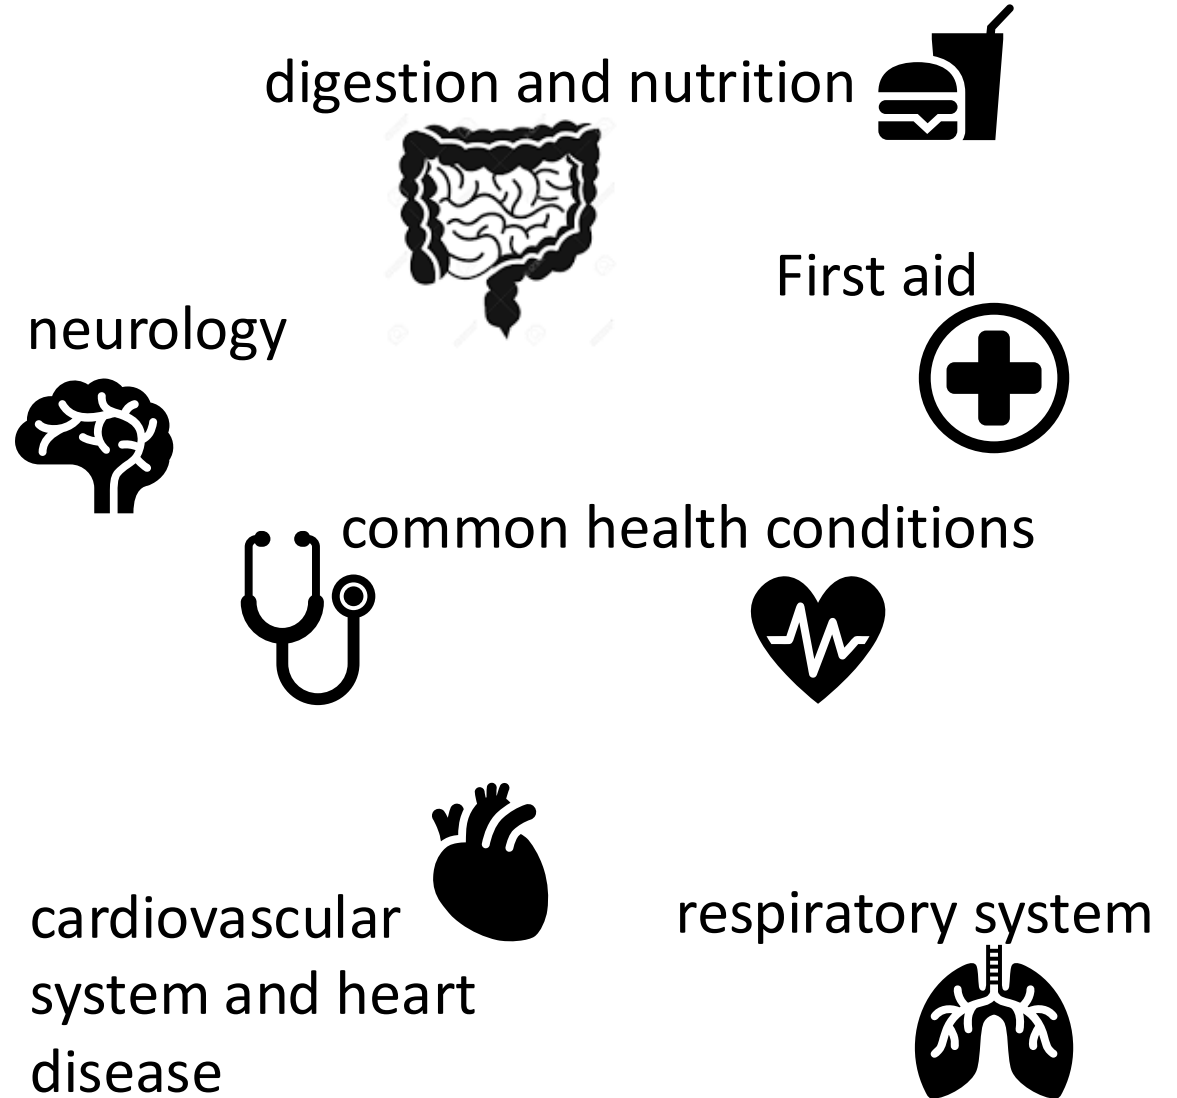 digestion and nutrition
First aid
neurology
common health conditions
cardiovascular
system and heart
disease
respiratory system